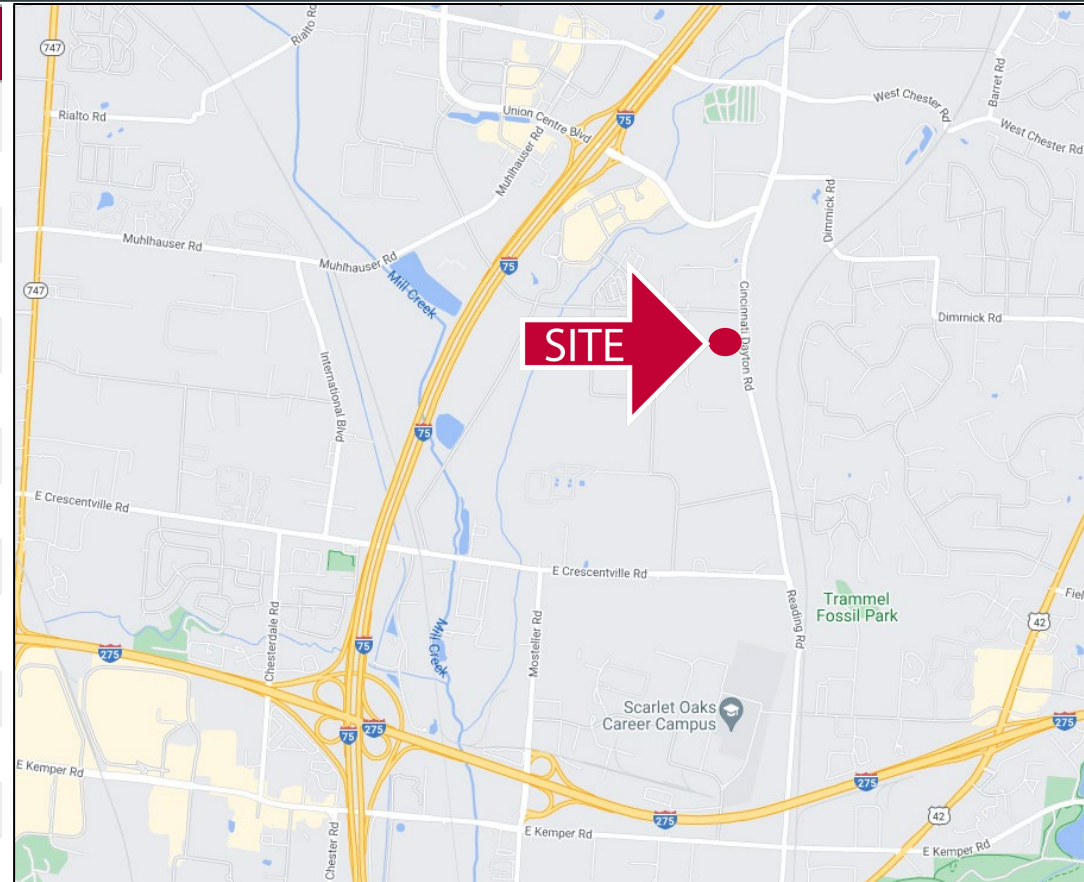 747
Rialto Rd
Rialto Rd
Union Centre Blvd
75
West Chester Rd
Barret Rd
West Chester Rd
Muhlhauser Rd
Dimmick Rd
Muhlhauser Rd
Muhlhauser Rd
75
Mill Creek
747
Cincinnati Dayton Rd
Dimmick Rd
SITE
International Blvd
75
E Crescentville Rd
E Crescentville Rd
Trammel
Fossil Park
Reading Rd
Fiel
42
Chesterdale Rd
Mosteller Rd
Mill Creek
75
275
Scarlet Oaks
Career Campus
275
75
275
E Kemper Rd
275
275
42
E Kemper Rd
E Kemper Rd
Chester Rd